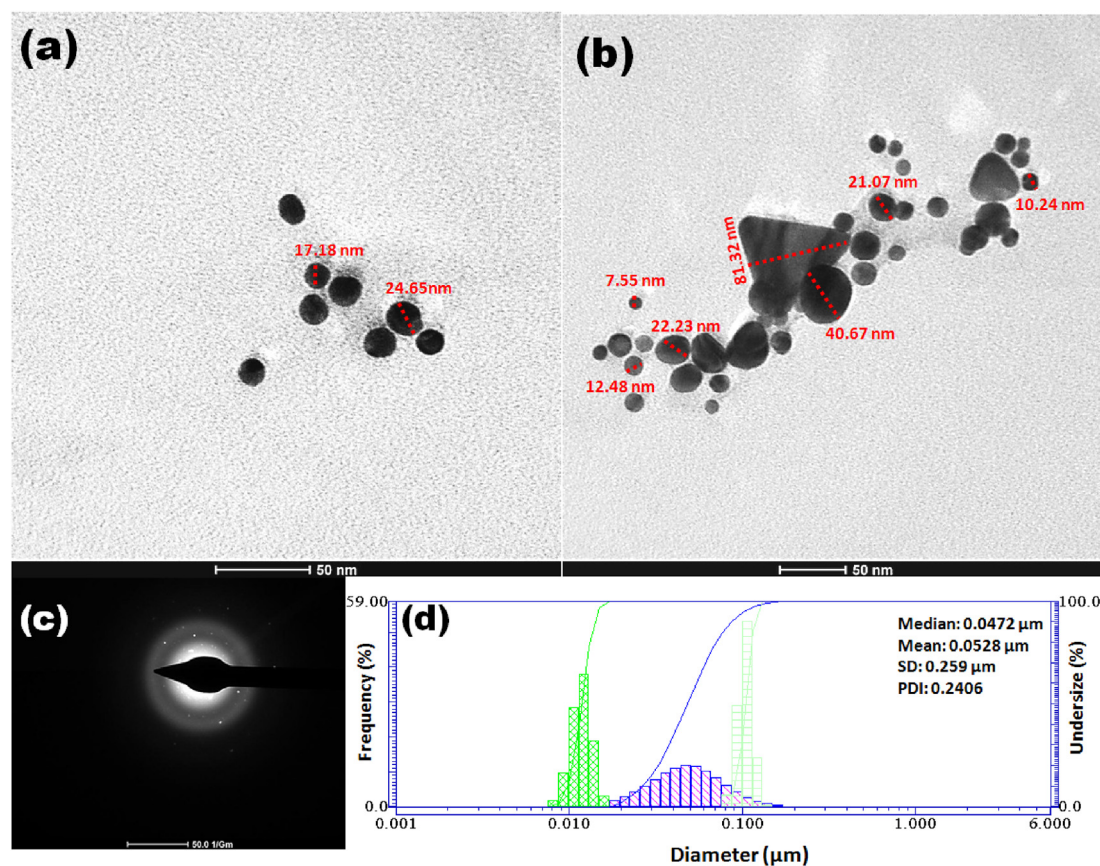 (a)
17.18 nm
24.65nm
50 nm
(b)
21.07 nm
10.24 nm
81.32 nm
7.55 nm
22.23 nm
40.67 nm
12.48 nm
50 nm
(c)
50.0 1/Gm
(d)
59.00
100.0
Median: 0.0472 µm
Mean: 0.0528 µm
SD: 0.259 µm
PDI: 0.2406
Frequency (%)
Undersize (%)
0.0
0.0
0.001
0.010
0.100
1.000
6.000
Diameter (µm)